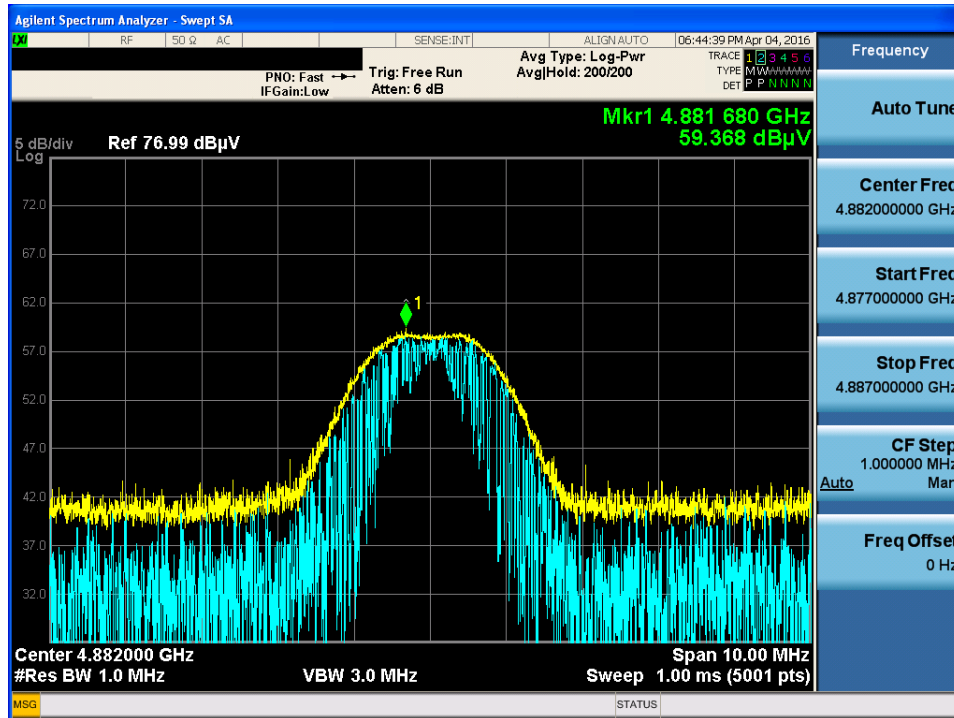 Agilent Spectrum Analyzer - Swept SA
LXI RF 50 Ω AC SENSE:INT ALIGN AUTO 06:44:39 PM Apr 04, 2016
Frequency
PNO: Fast
IFGain:Low
Trig: Free Run
Atten: 6 dB
Avg Type: Log-Pwr
Avg|Hold: 200/200
TRACE 1 2 3 4 5 6
TYPE M W W W W W
DET P P N N N N
Auto Tune
Mkr1 4.881 680 GHz
59.368 dBµV
5 dB/div Ref 76.99 dBµV
Log
72.0
67.0
62.0
57.0
52.0
47.0
42.0
37.0
32.0
1
Center Freq
4.882000000 GHz
Start Freq
4.877000000 GHz
Stop Freq
4.887000000 GHz
CF Step
1.000000 MHz
Auto Man
Freq Offset
0 Hz
Center 4.882000 GHz Span 10.00 MHz
#Res BW 1.0 MHz VBW 3.0 MHz Sweep 1.00 ms (5001 pts)
MSG STATUS